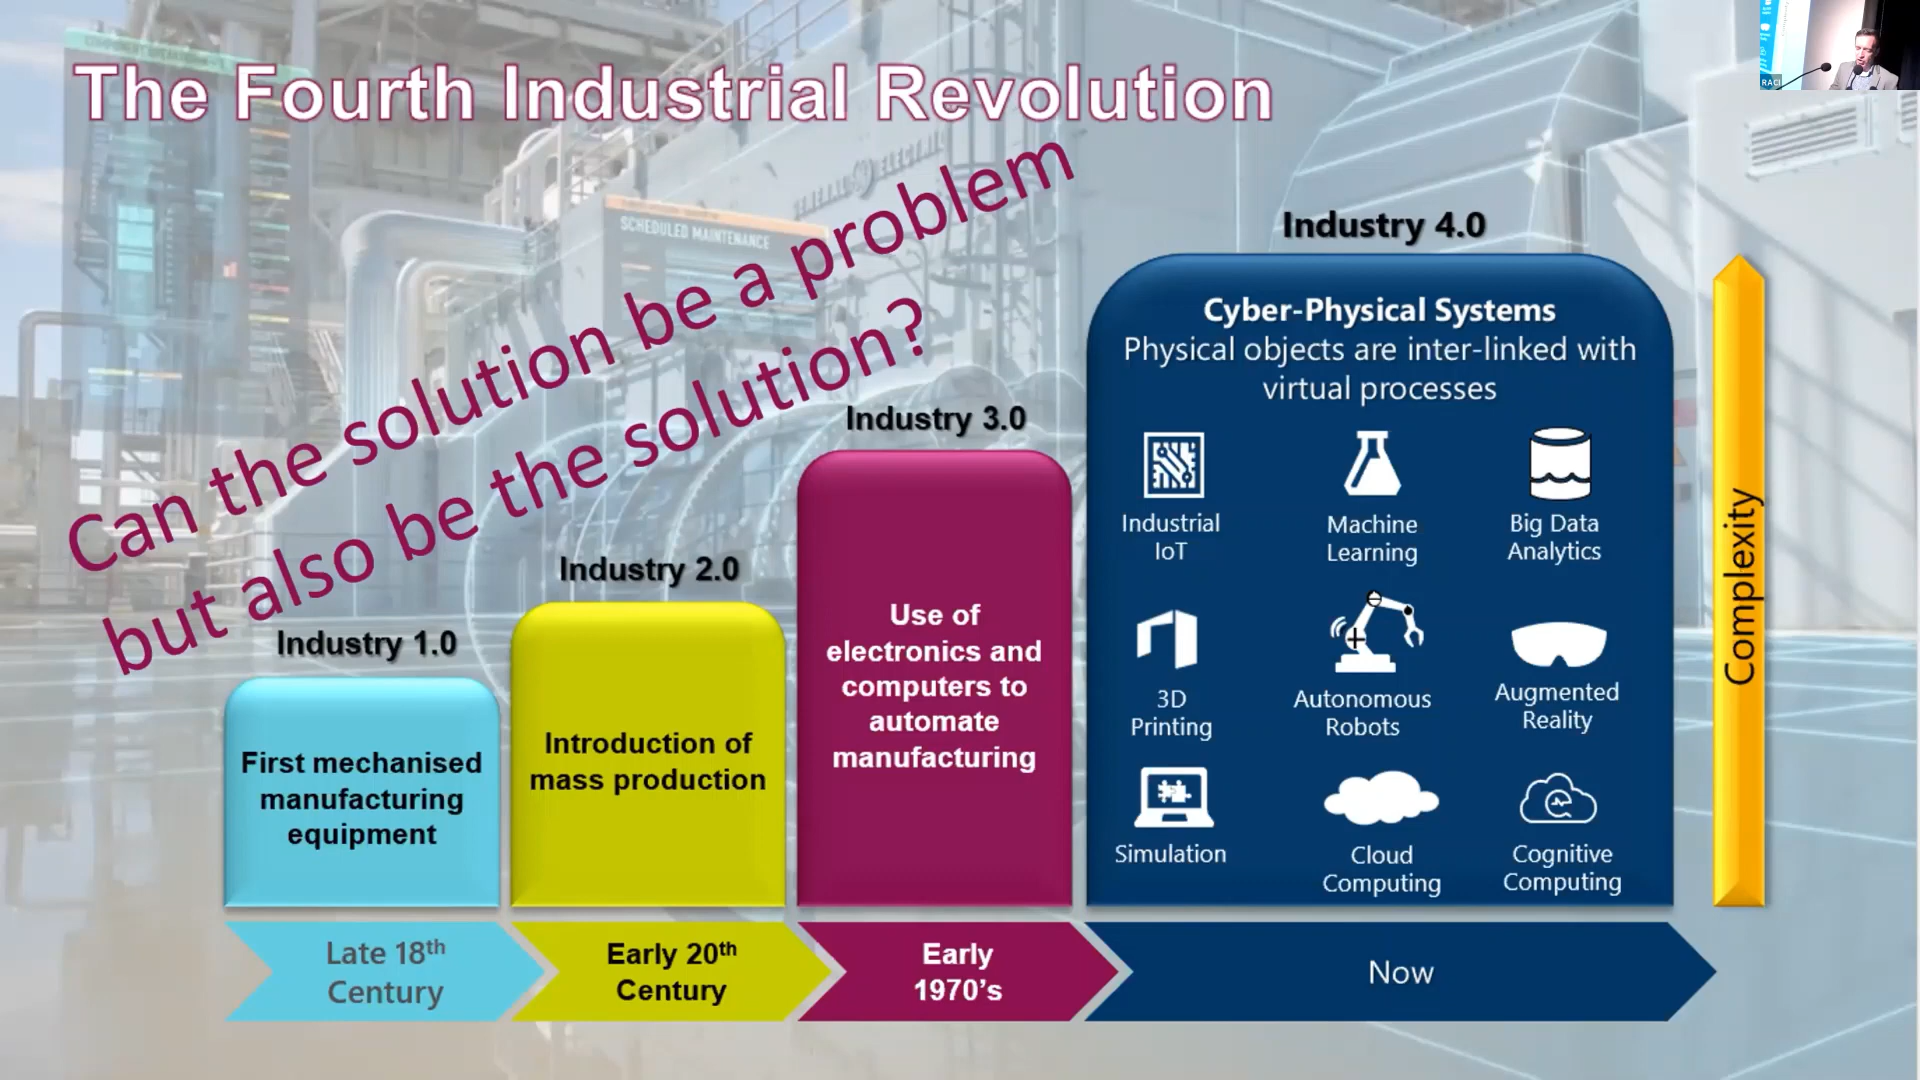 The Fourth Industrial Revolution
RACI
GENERAL ELECTRIC
SCHEDULED MAINTENANCE
Can the solution be a problem
but also be the solution?
Industry 1.0
First mechanised
manufacturing
equipment
Late 18th
Century
Industry 2.0
Introduction of
mass production
Early 20th
Century
Industry 3.0
Use of
electronics and
computers to
automate
manufacturing
Early
1970’s
Industry 4.0
Cyber-Physical Systems
Physical objects are inter-linked with
virtual processes
Industrial
IoT
Machine
Learning
Big Data
Analytics
3D
Printing
Autonomous
Robots
Augmented
Reality
Simulation
Cloud
Computing
Cognitive
Computing
Now
Complexity